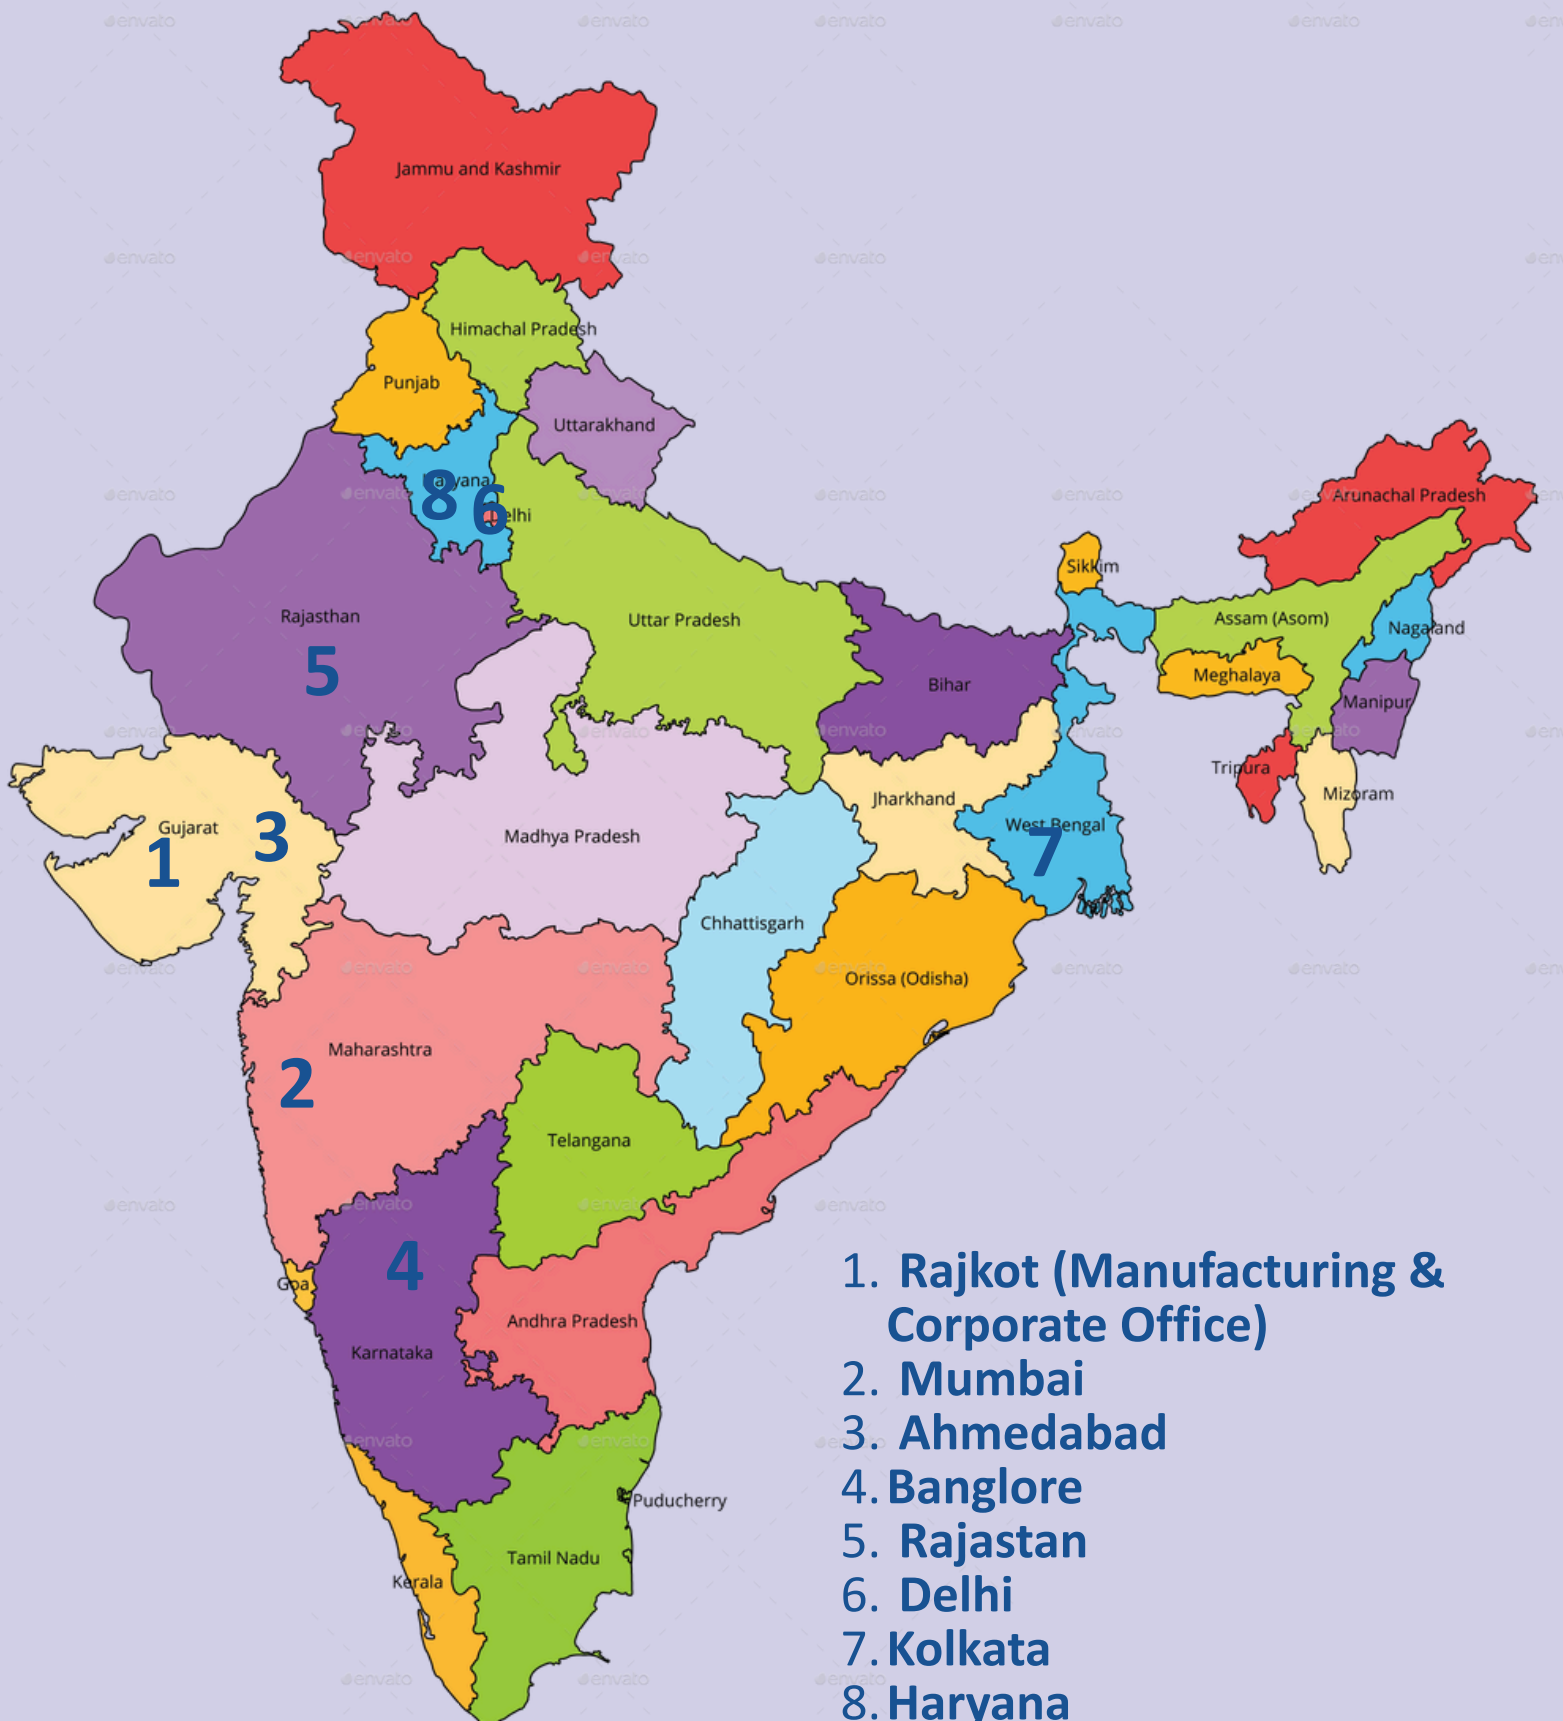 Jammu and Kashmir
Himachal Pradesh
Punjab
Uttarakhand
Haryana
8
6
Delhi
Arunachal Pradesh
Sikkim
Rajasthan
5
Uttar Pradesh
Assam (Asom)
Nagaland
Bihar
Meghalaya
Manipur
Tripura
Mizoram
Gujarat
1
3
Madhya Pradesh
Jharkhand
West Bengal
7
Chhattisgarh
Orissa (Odisha)
Maharashtra
2
Telangana
4
Goa
Andhra Pradesh
Karnataka
Puducherry
Tamil Nadu
Kerala
1. Rajkot (Manufacturing &
Corporate Office)
2. Mumbai
3. Ahmedabad
4. Banglore
5. Rajastan
6. Delhi
7. Kolkata
8. Haryana
envato